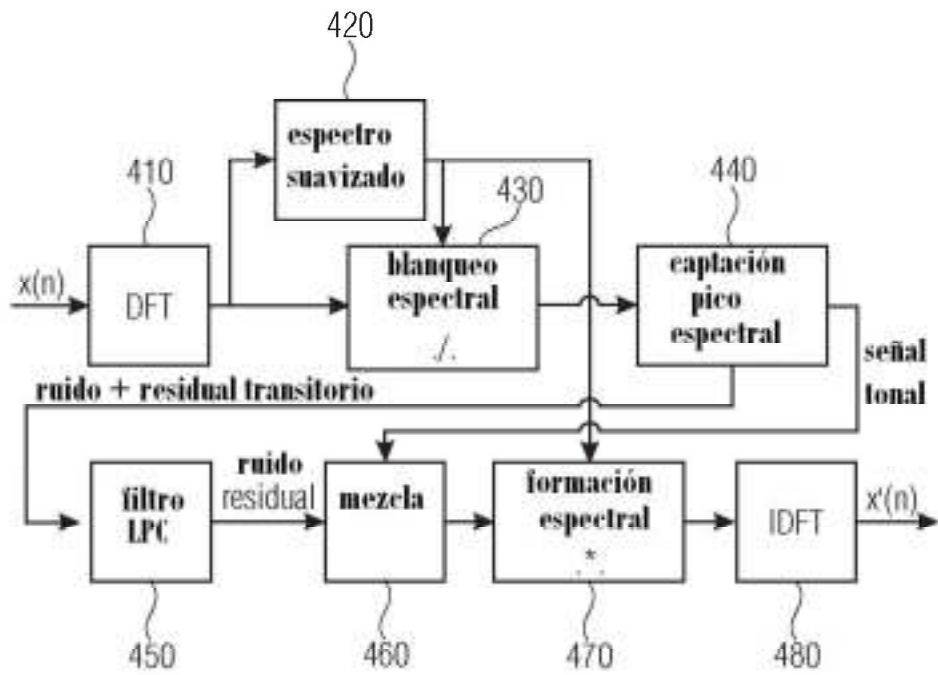 420
espectro
suavizado
410
430
440
x(n)
DFT
blanqueo
espectral
./.
captación
pico
espectral
señal
tonal
ruido + residual transitorio
filtro
LPC
ruido
residual
mezcla
formación
espectral
.*.
IDFT
x'(n)
450
460
470
480